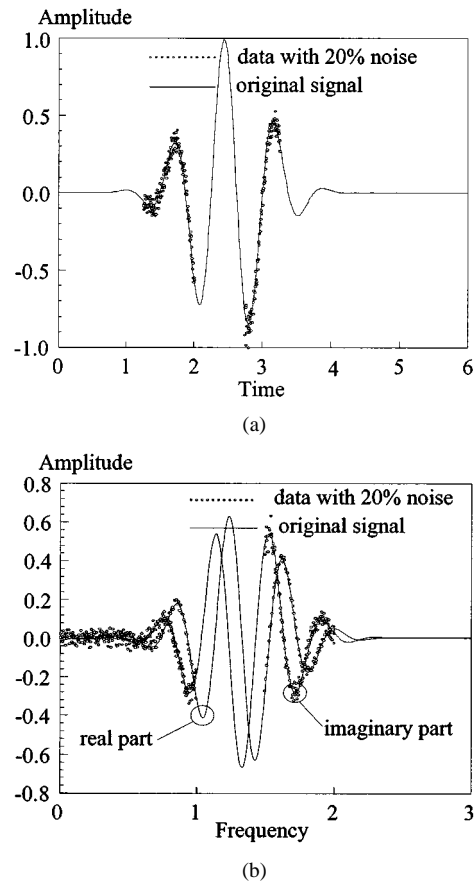 Amplitude
1.0
data with 20% noise
original signal
0.5
0.0
-0.5
-1.0
0 1 2 3 4 5 6
Time
(a)
Amplitude
0.8
data with 20% noise
0.6
original signal
0.4
0.2
0.0
-0.2
-0.4
real part
imaginary part
-0.6
-0.8
0 1 2 3
Frequency
(b)